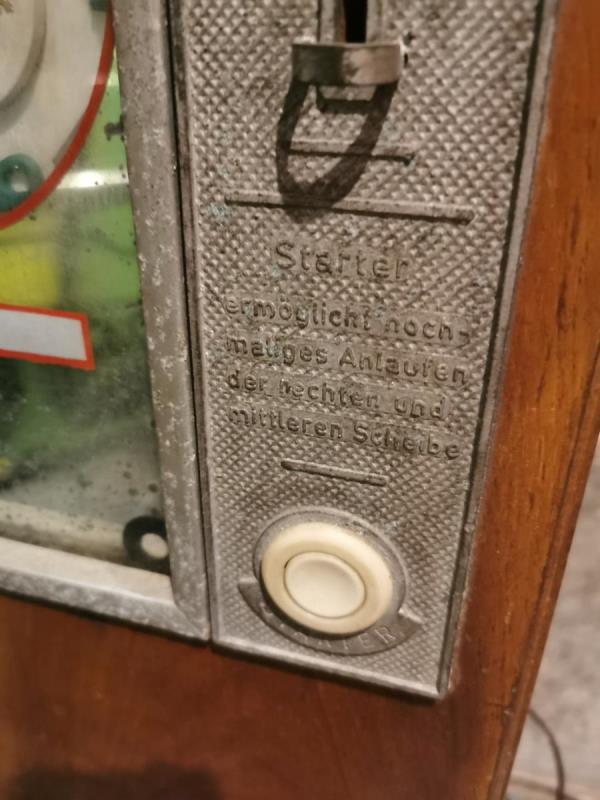 Starter
ermöglicht noch-
maliges Anlaufen
der rechten und
mittleren Scheibe